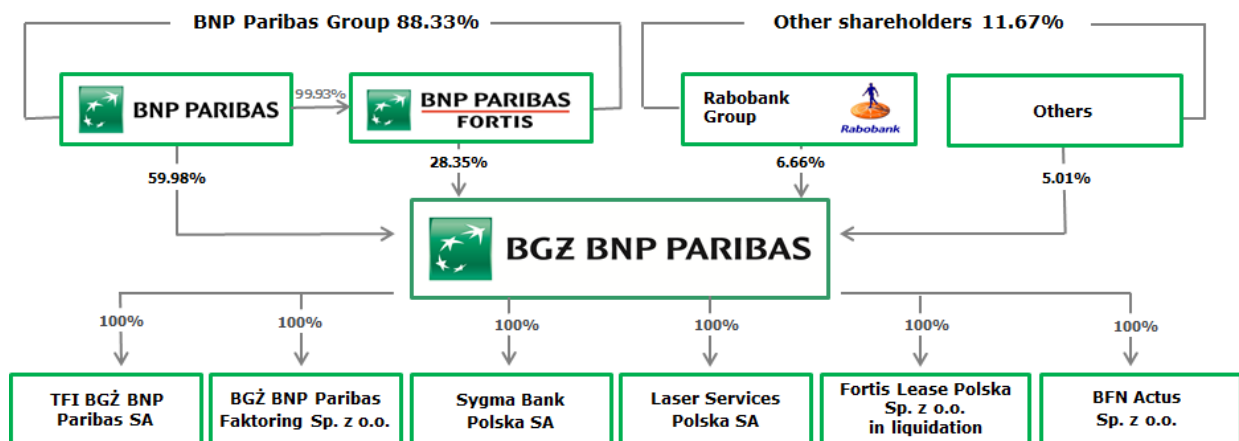 BNP Paribas Group 88.33%
Other shareholders 11.67%
BNP PARIBAS
99.93%
BNP PARIBAS
FORTIS
Rabobank
Group
Rabobank
Others
59.98%
28.35%
6.66%
5.01%
BGŻ BNP PARIBAS
100%
100%
100%
100%
100%
100%
TFI BGŻ BNP
Paribas SA
BGŻ BNP Paribas
Faktoring Sp. z o.o.
Sygma Bank
Polska SA
Laser Services
Polska SA
Fortis Lease Polska
Sp. z o.o.
in liquidation
BFN Actus
Sp. z o.o.